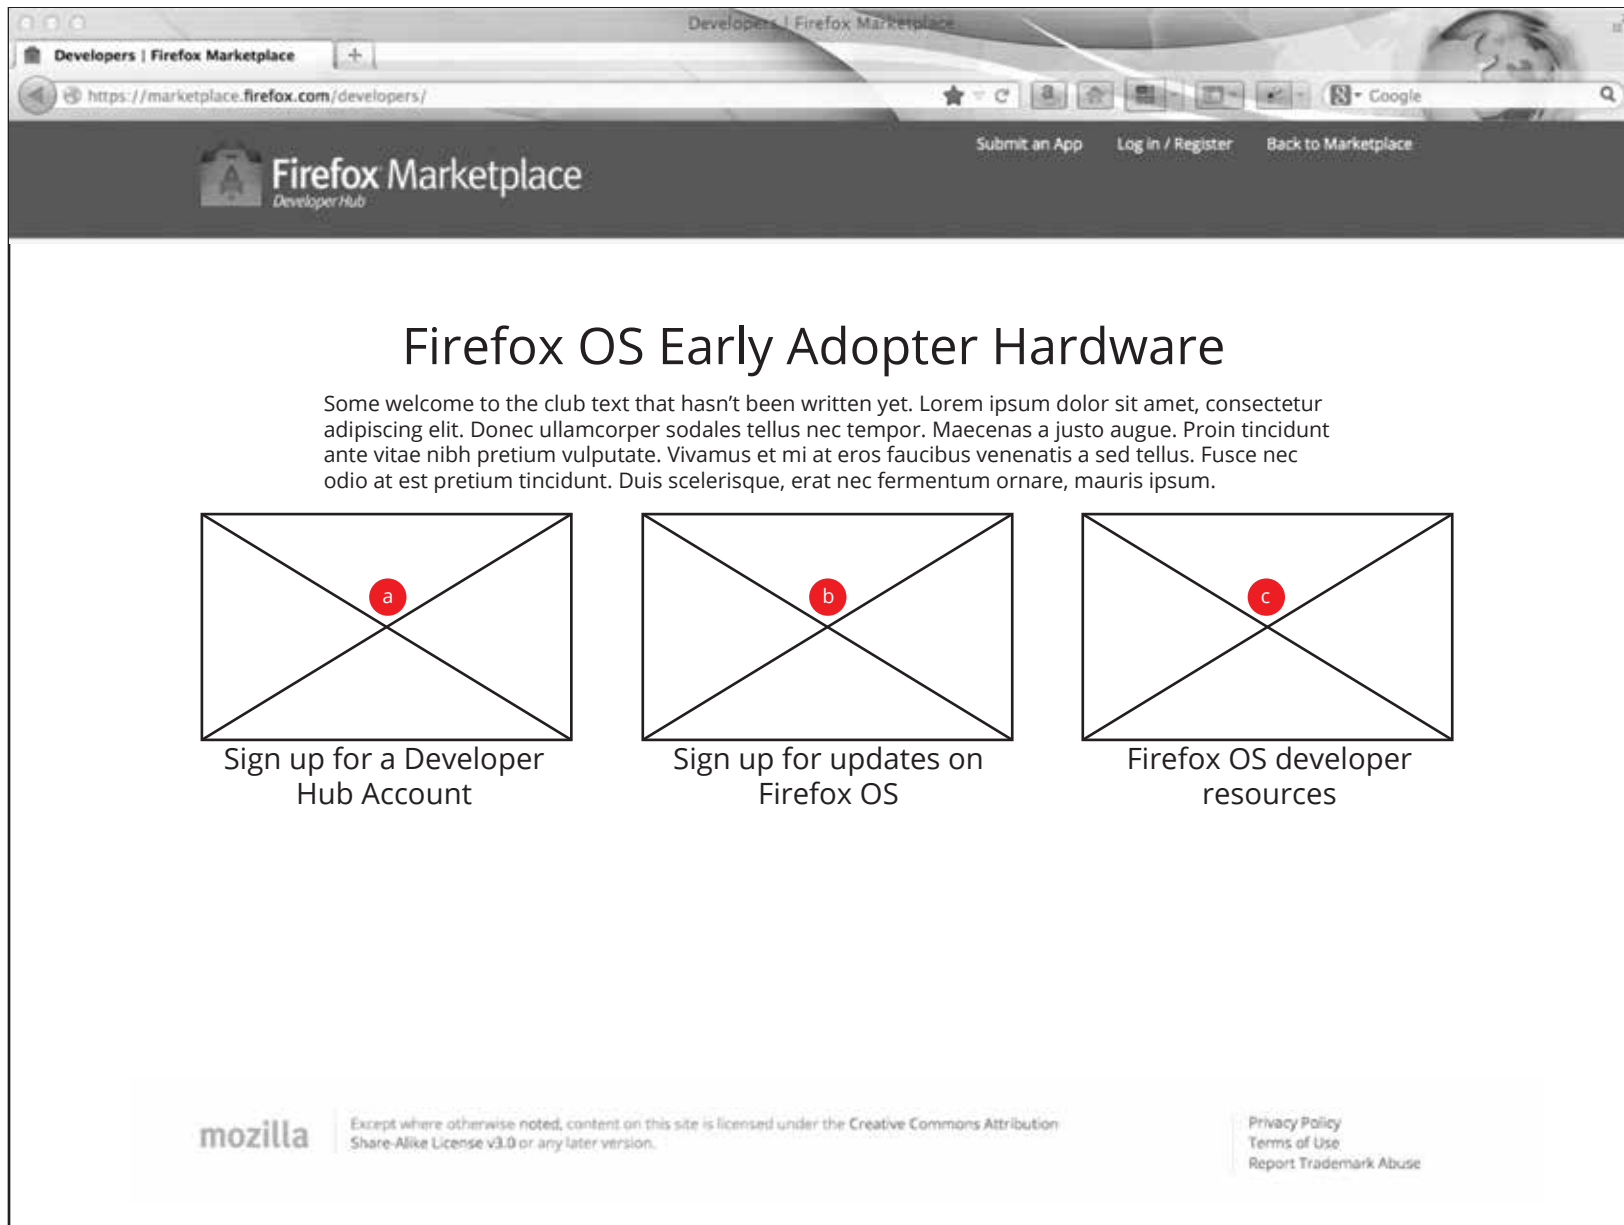 Developers | Firefox Marketplace
Developers | Firefox Marketplace
+
https://marketplace.firefox.com/developers/
Google
Submit an App Log in / Register Back to Marketplace
Firefox Marketplace
Developer Hub
Firefox OS Early Adopter Hardware
Some welcome to the club text that hasn’t been written yet. Lorem ipsum dolor sit amet, consectetur
adipiscing elit. Donec ullamcorper sodales tellus nec tempor. Maecenas a justo augue. Proin tincidunt
ante vitae nibh pretium vulputate. Vivamus et mi at eros faucibus venenatis a sed tellus. Fusce nec
odio at est pretium tincidunt. Duis scelerisque, erat nec fermentum ornare, mauris ipsum.
a
b
c
Sign up for a Developer
Hub Account
Sign up for updates on
Firefox OS
Firefox OS developer
resources
mozilla
Except where otherwise noted, content on this site is licensed under the Creative Commons Attribution
Share-Alike License v3.0 or any later version.
Privacy Policy
Terms of Use
Report Trademark Abuse